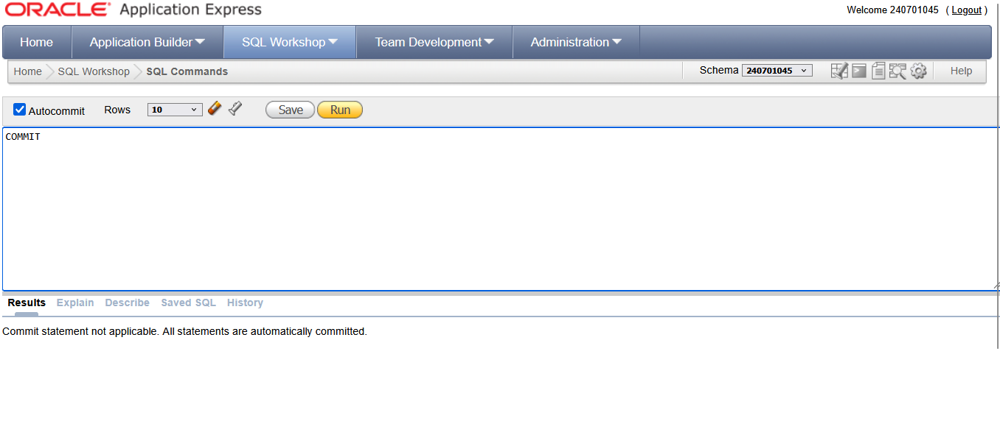 ORACLE® Application Express
Welcome 240701045 ( Logout )
Home Application Builder SQL Workshop Team Development Administration
Home SQL Workshop SQL Commands Schema 240701045 Help
Autocommit Rows 10 Save Run
COMMIT
Results Explain Describe Saved SQL History
Commit statement not applicable. All statements are automatically committed.